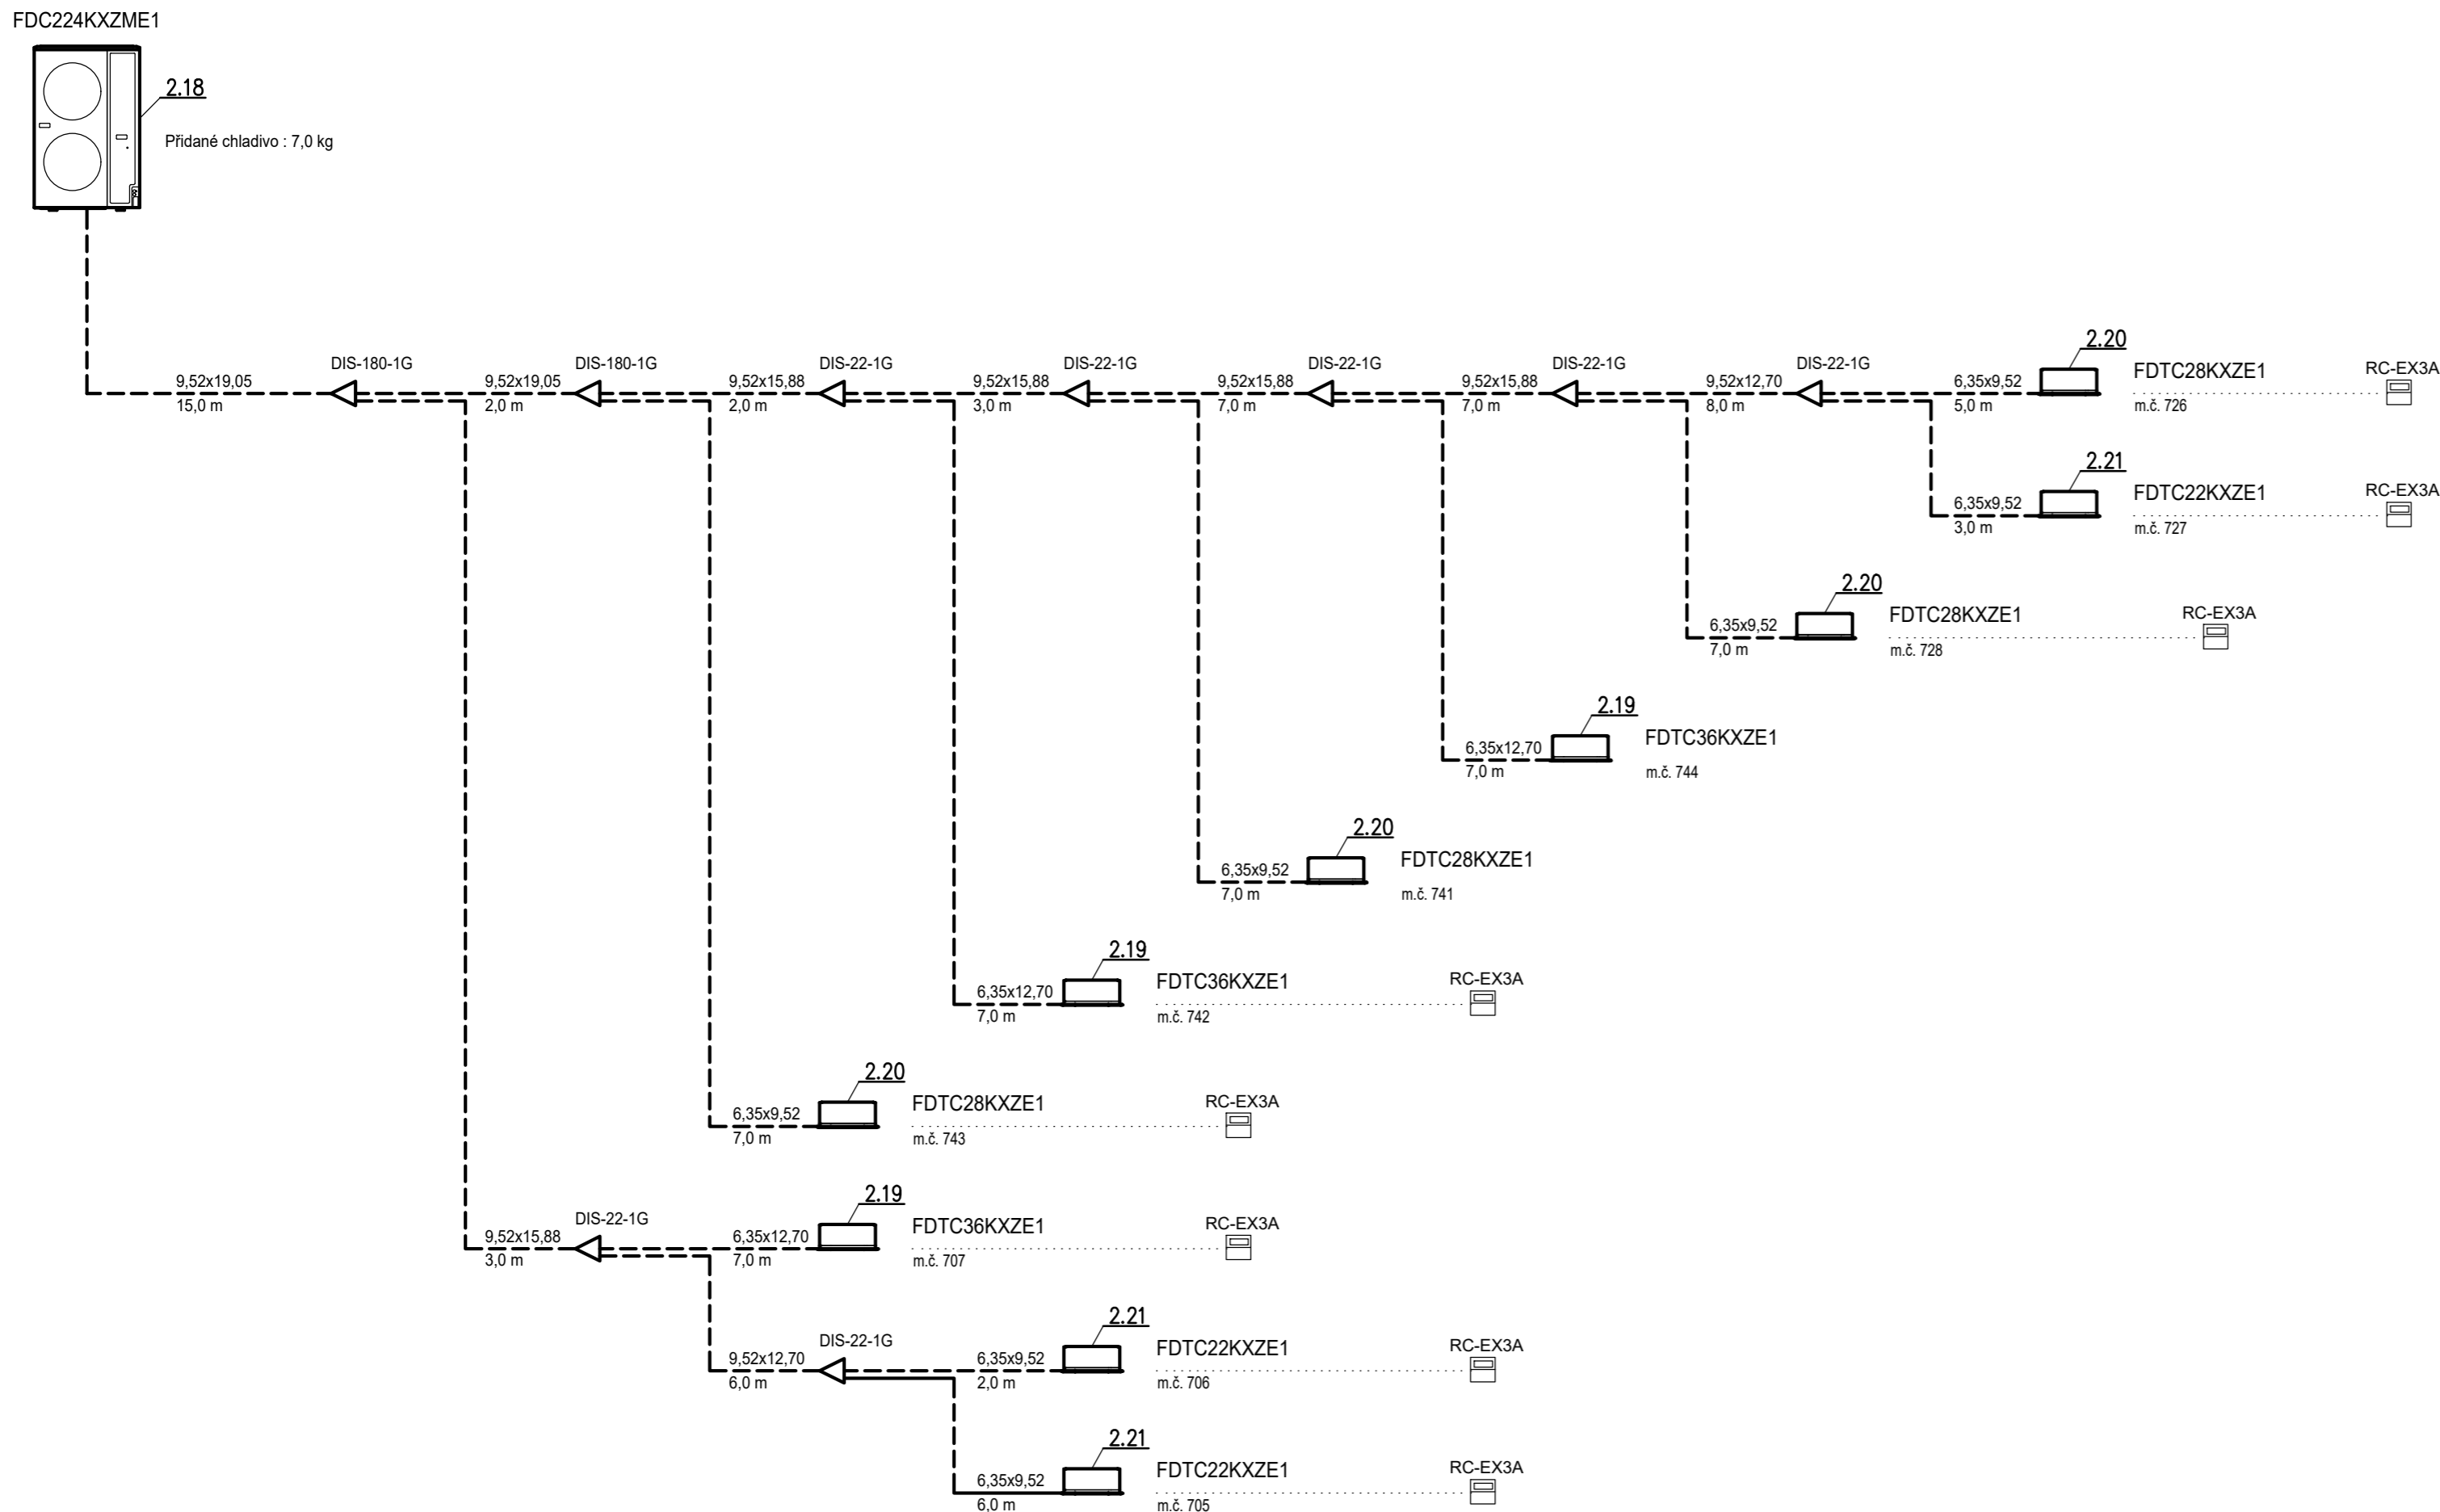 FDC224KXZME1
2.18
Přidané chladivo : 7,0 kg
DIS-180-1G
DIS-180-1G
DIS-22-1G
DIS-22-1G
DIS-22-1G
DIS-22-1G
DIS-22-1G
9,52x19,05
15,0 m
9,52x19,05
2,0 m
9,52x15,88
2,0 m
9,52x15,88
3,0 m
9,52x15,88
7,0 m
9,52x15,88
7,0 m
9,52x12,70
8,0 m
6,35x9,52
5,0 m
2.20
FDTC28KXZE1
m.č. 726
RC-EX3A
6,35x9,52
3,0 m
2.21
FDTC22KXZE1
m.č. 727
RC-EX3A
6,35x9,52
7,0 m
2.20
FDTC28KXZE1
m.č. 728
RC-EX3A
6,35x12,70
7,0 m
2.19
FDTC36KXZE1
m.č. 744
6,35x9,52
7,0 m
2.20
FDTC28KXZE1
m.č. 741
6,35x12,70
7,0 m
2.19
FDTC36KXZE1
m.č. 742
RC-EX3A
6,35x9,52
7,0 m
2.20
FDTC28KXZE1
m.č. 743
RC-EX3A
9,52x15,88
3,0 m
DIS-22-1G
6,35x12,70
7,0 m
2.19
FDTC36KXZE1
m.č. 707
RC-EX3A
9,52x12,70
6,0 m
DIS-22-1G
6,35x9,52
2,0 m
2.21
FDTC22KXZE1
m.č. 706
RC-EX3A
6,35x9,52
6,0 m
2.21
FDTC22KXZE1
m.č. 705
RC-EX3A